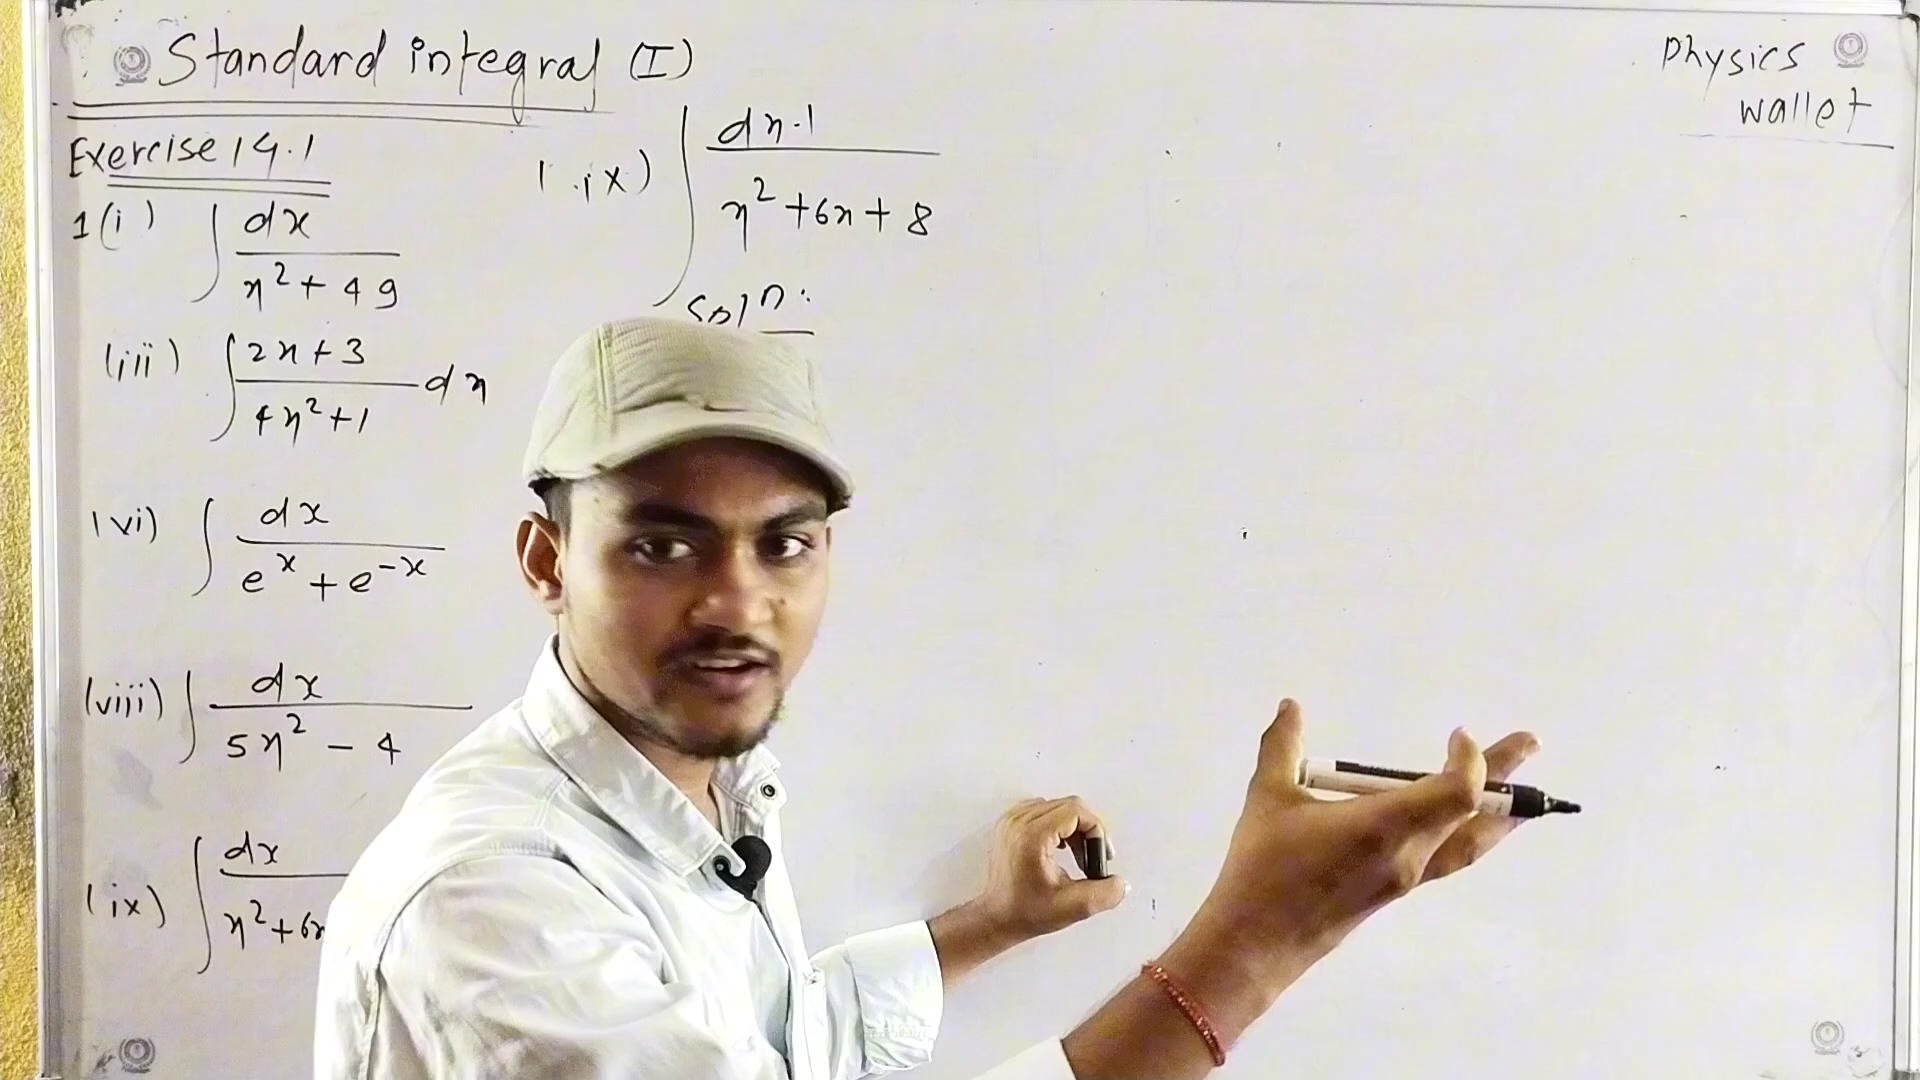 Standard integral (I)
Physics
wallet
Exercise 14.1
1(i) ∫ dx / x² + 49
(iii) ∫ 2x + 3 / 4x² + 1 dx
(vi) ∫ dx / eˣ + e⁻ˣ
(viii) ∫ dx / 5x² - 4
(ix) ∫ dx / x² + 6x
1.ix) ∫ dx.1 / x² + 6x + 8
Solⁿ: